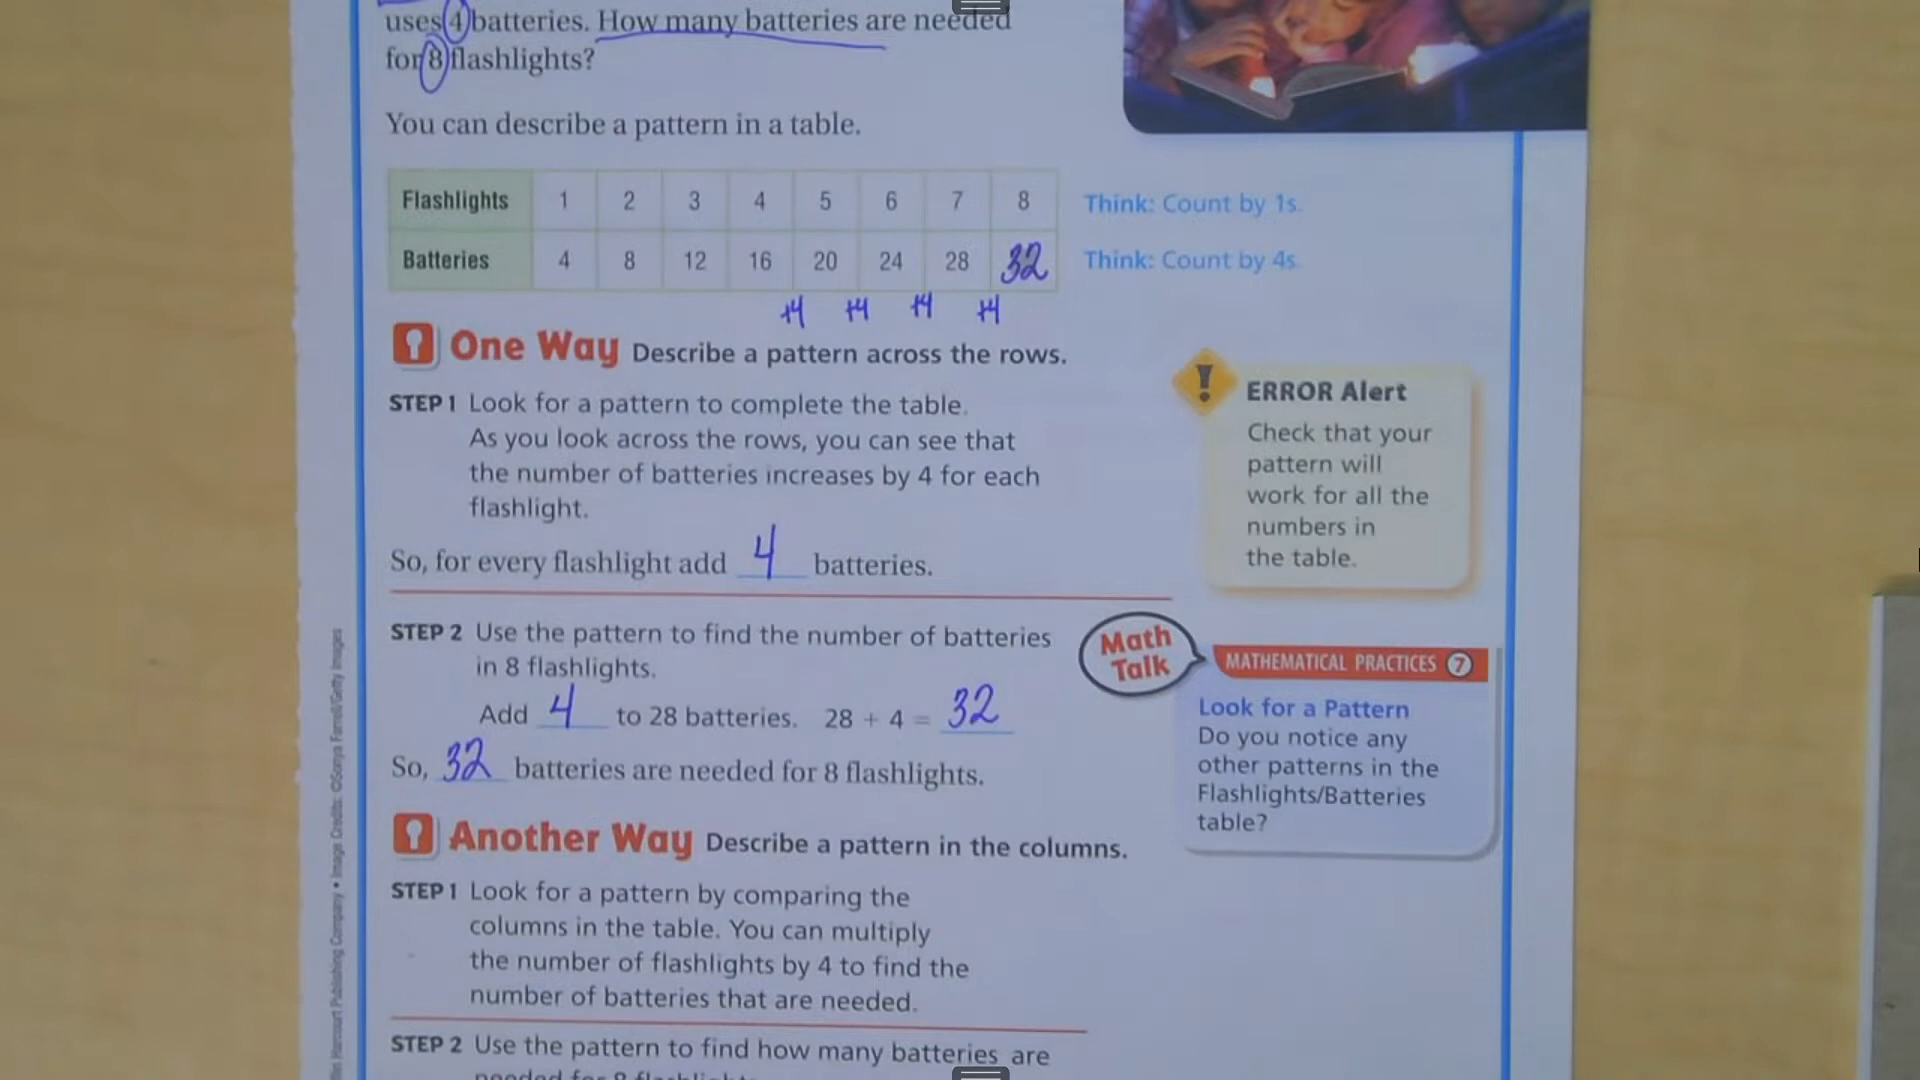 uses 4 batteries. How many batteries are needed
for 8 flashlights?
You can describe a pattern in a table.
Flashlights 1 2 3 4 5 6 7 8 Think: Count by 1s.
Batteries 4 8 12 16 20 24 28 32 Think: Count by 4s.
+4 +4 +4 +4
One Way Describe a pattern across the rows.
STEP 1 Look for a pattern to complete the table.
As you look across the rows, you can see that
the number of batteries increases by 4 for each
flashlight.
So, for every flashlight add 4 batteries.
! ERROR Alert
Check that your
pattern will
work for all the
numbers in
the table.
STEP 2 Use the pattern to find the number of batteries
in 8 flashlights.
Add 4 to 28 batteries. 28 + 4 = 32
So, 32 batteries are needed for 8 flashlights.
Math
Talk
MATHEMATICAL PRACTICES 7
Look for a Pattern
Do you notice any
other patterns in the
Flashlights/Batteries
table?
Another Way Describe a pattern in the columns.
STEP 1 Look for a pattern by comparing the
columns in the table. You can multiply
the number of flashlights by 4 to find the
number of batteries that are needed.
STEP 2 Use the pattern to find how many batteries are
needed for 8
Harcourt Publishing Company • Image Credits: ©Sonya Farrell/Getty Images